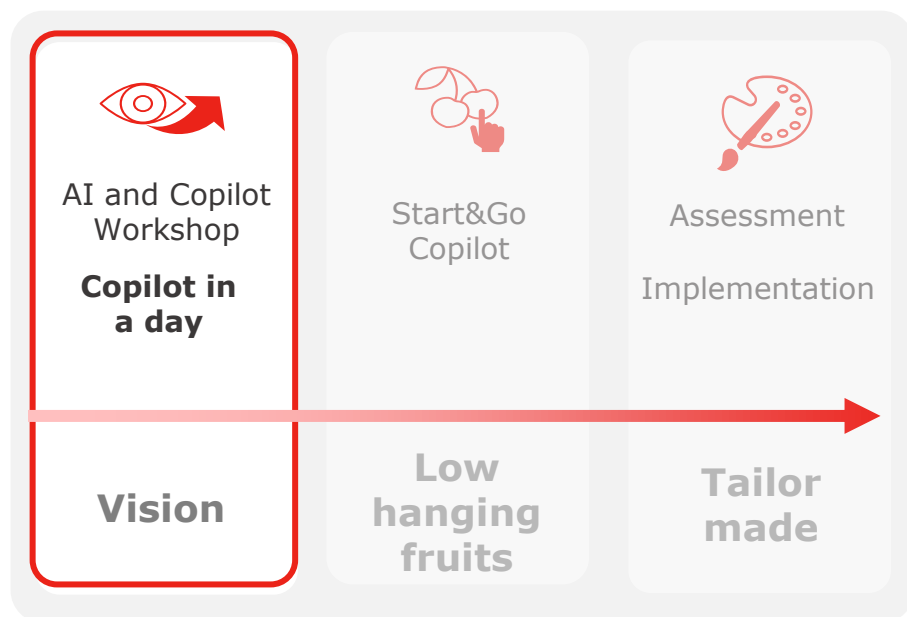 AI and Copilot
Workshop
Copilot in
a day
Vision
Start&Go
Copilot
Low
hanging
fruits
Assessment
Implementation
Tailor
made